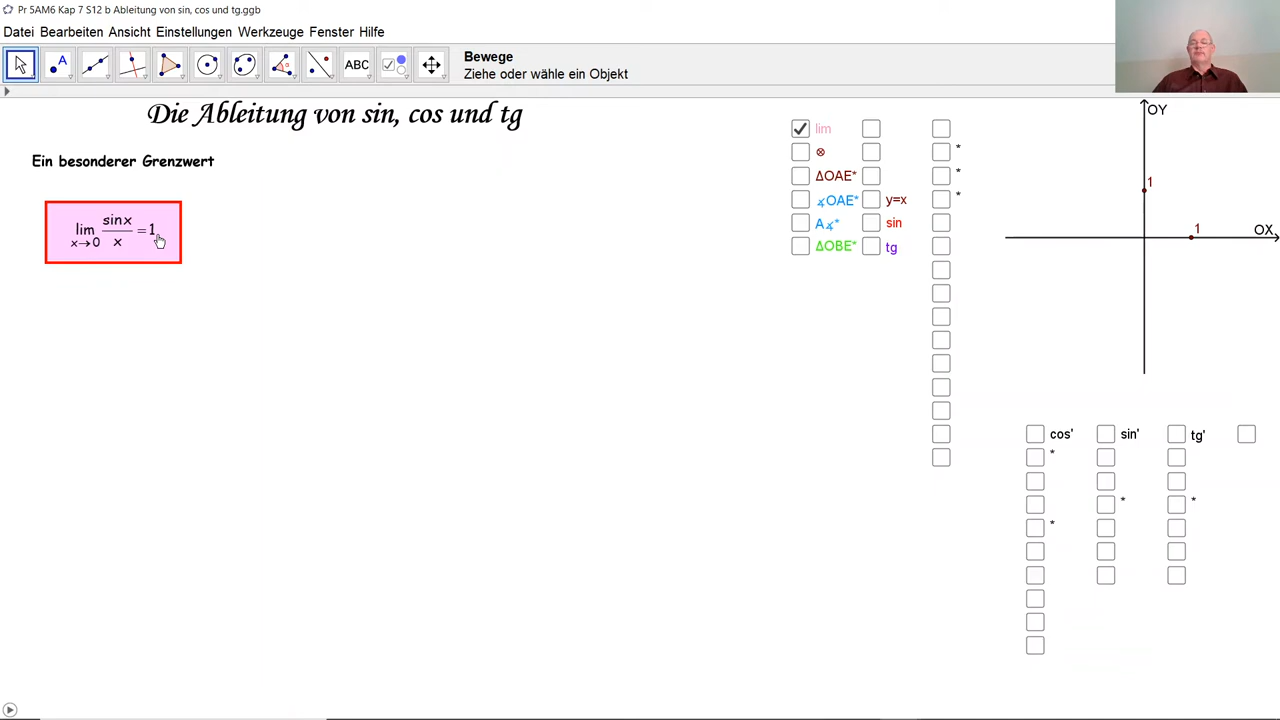 Pr 5AM6 Kap 7 S12 b Ableitung von sin, cos und tg.ggb
Datei Bearbeiten Ansicht Einstellungen Werkzeuge Fenster Hilfe
ABC
Bewege
Ziehe oder wähle ein Objekt
Die Ableitung von sin, cos und tg
Ein besonderer Grenzwert
lim x→0 sinx/x =1
lim
⊗ *
ΔOAE* *
∡OAE* y=x *
A∡* sin
ΔOBE* tg
OY
1
1 OX
cos' sin' tg'
*
* *
*